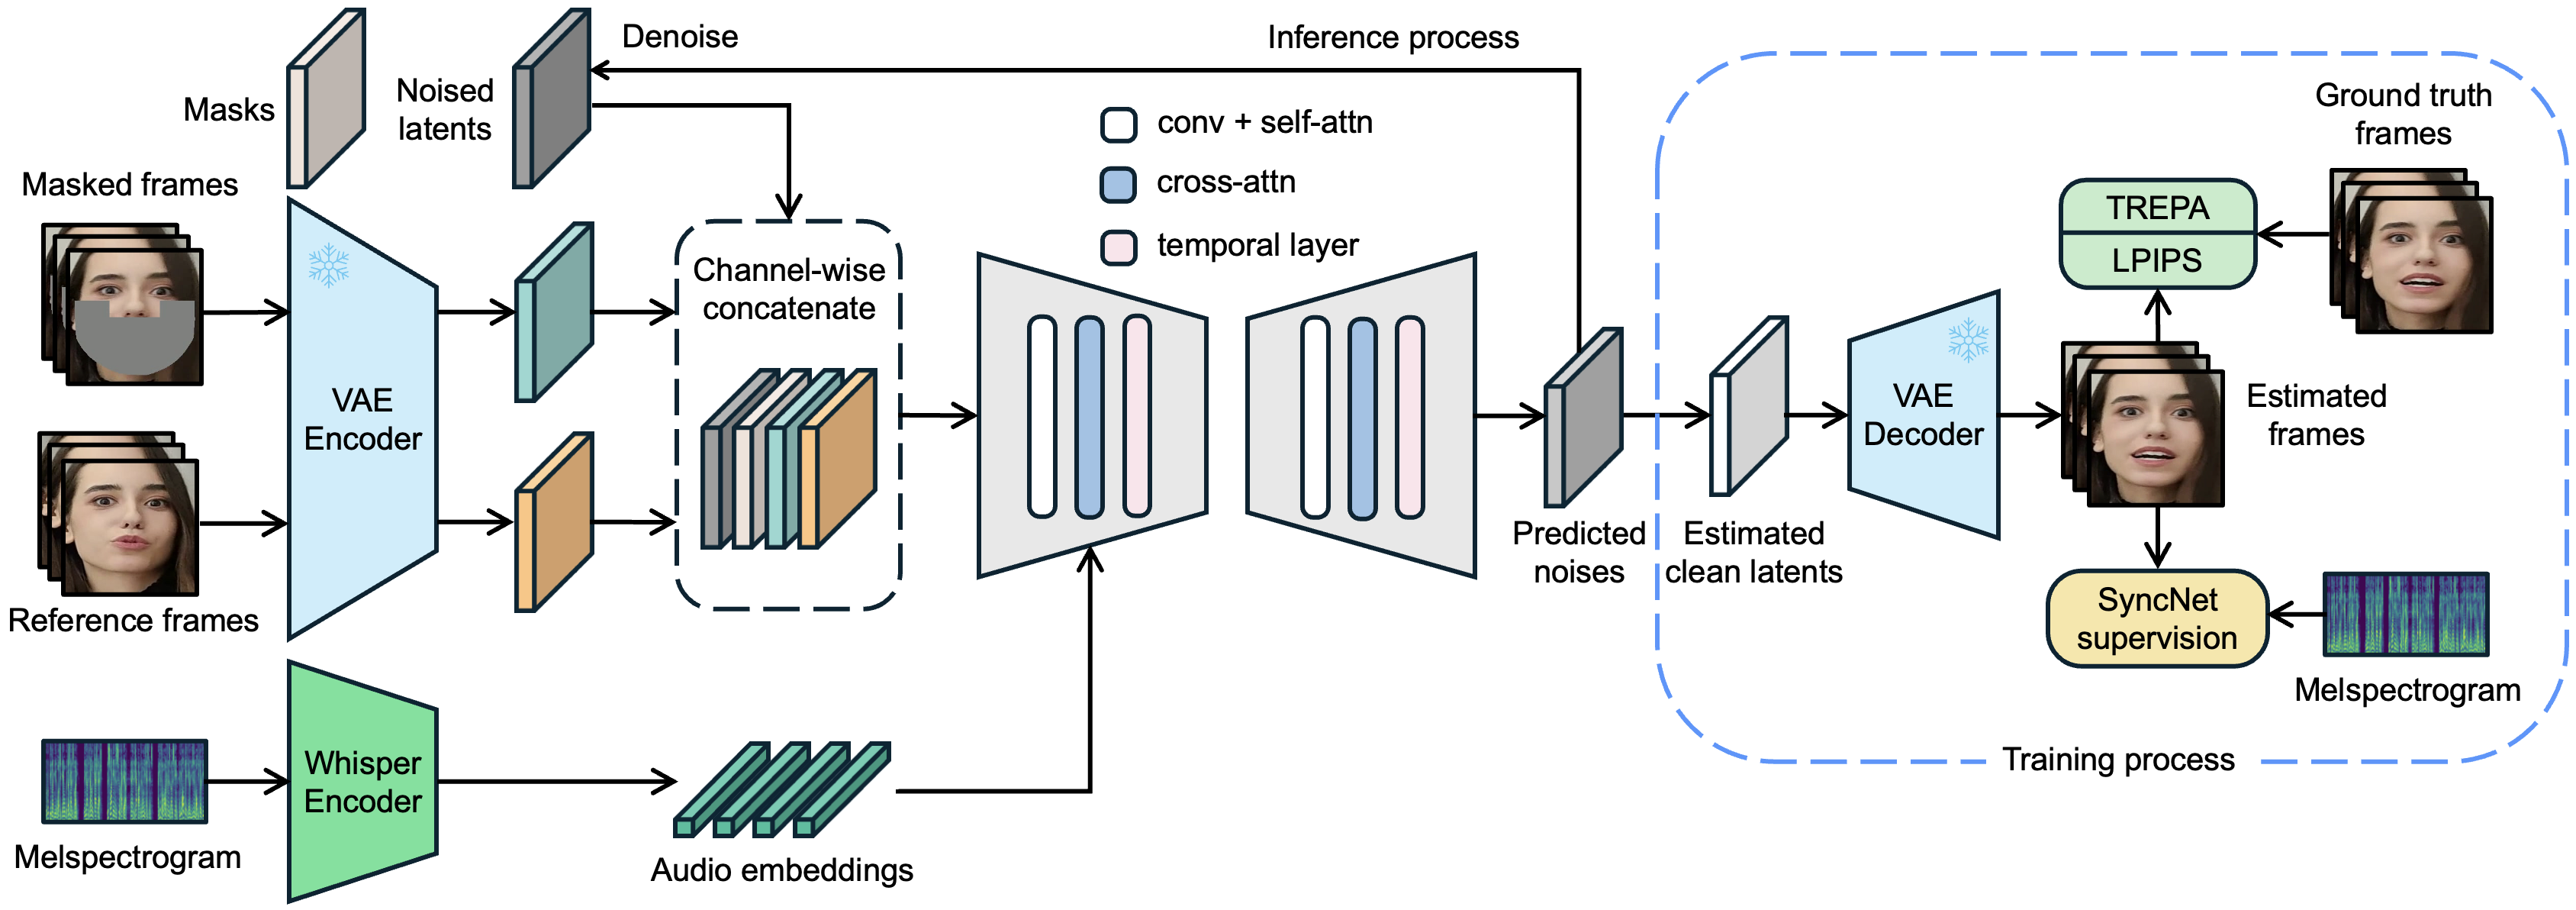 Denoise
Inference process
Masks
Noised
latents
conv + self-attn
cross-attn
temporal layer
Masked frames
VAE
Encoder
Reference frames
Channel-wise
concatenate
Whisper
Encoder
Melspectrogram
Audio embeddings
Predicted
noises
Estimated
clean latents
VAE
Decoder
Ground truth
frames
TREPA
LPIPS
Estimated
frames
SyncNet
supervision
Melspectrogram
Training process